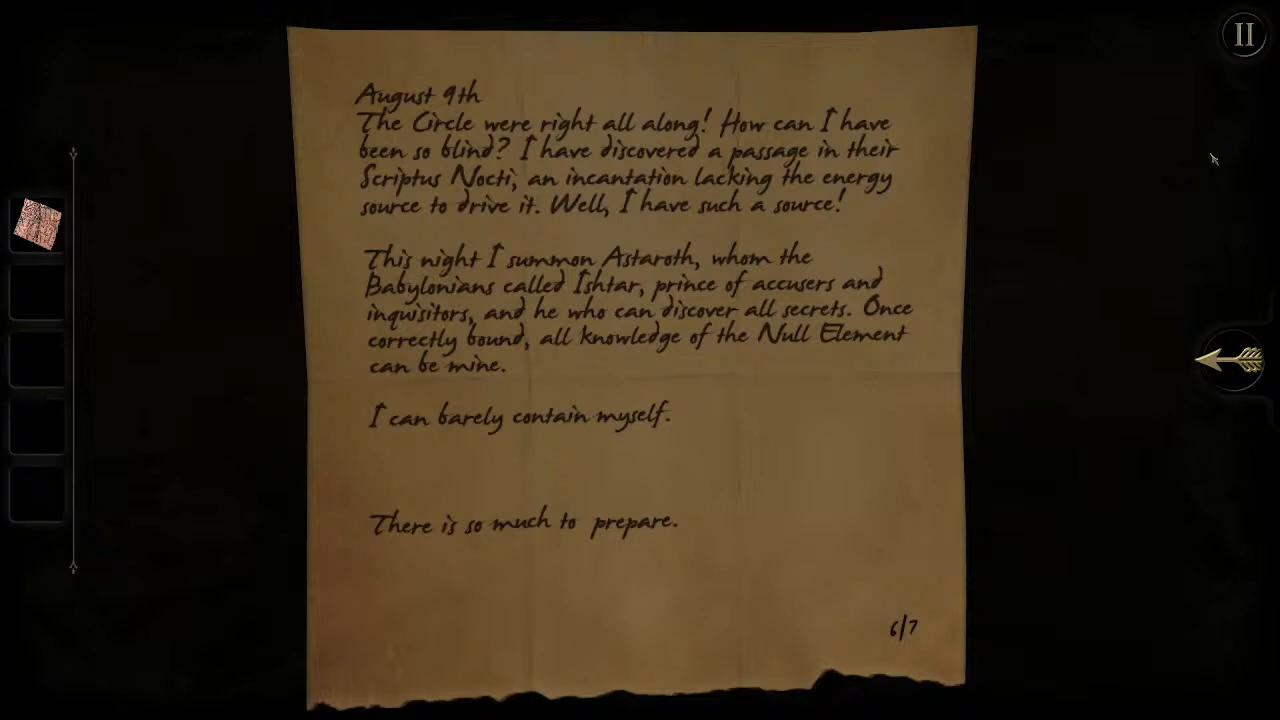 August 9th
The Circle were right all along! How can I have
been so blind? I have discovered a passage in their
Scriptus Nocti, an incantation lacking the energy
source to drive it. Well, I have such a source!
This night I summon Astaroth, whom the
Babylonians called Ishtar, prince of accusers and
inquisitors, and he who can discover all secrets. Once
correctly bound, all knowledge of the Null Element
can be mine.
I can barely contain myself.
There is so much to prepare.
6/7